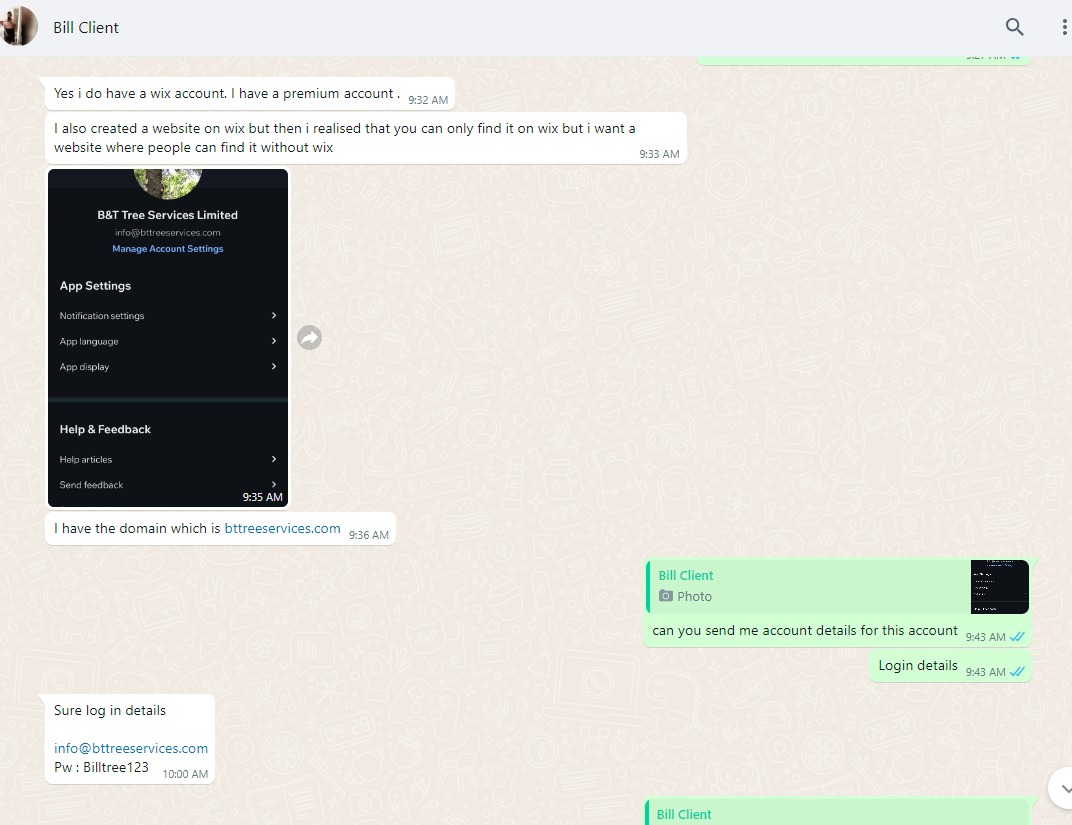 Bill Client
Yes i do have a wix account. I have a premium account .
9:32 AM
I also created a website on wix but then i realised that you can only find it on wix but i want a
website where people can find it without wix
9:33 AM
B&T Tree Services Limited
info@bttreeservices.com
Manage Account Settings
App Settings
Notification settings
App language
App display
Help & Feedback
Help articles
Send feedback
9:35 AM
I have the domain which is bttreeservices.com
9:36 AM
Bill Client
Photo
can you send me account details for this account
9:43 AM
Login details
9:43 AM
Sure log in details
info@bttreeservices.com
Pw : Billtree123
10:00 AM
Bill Client